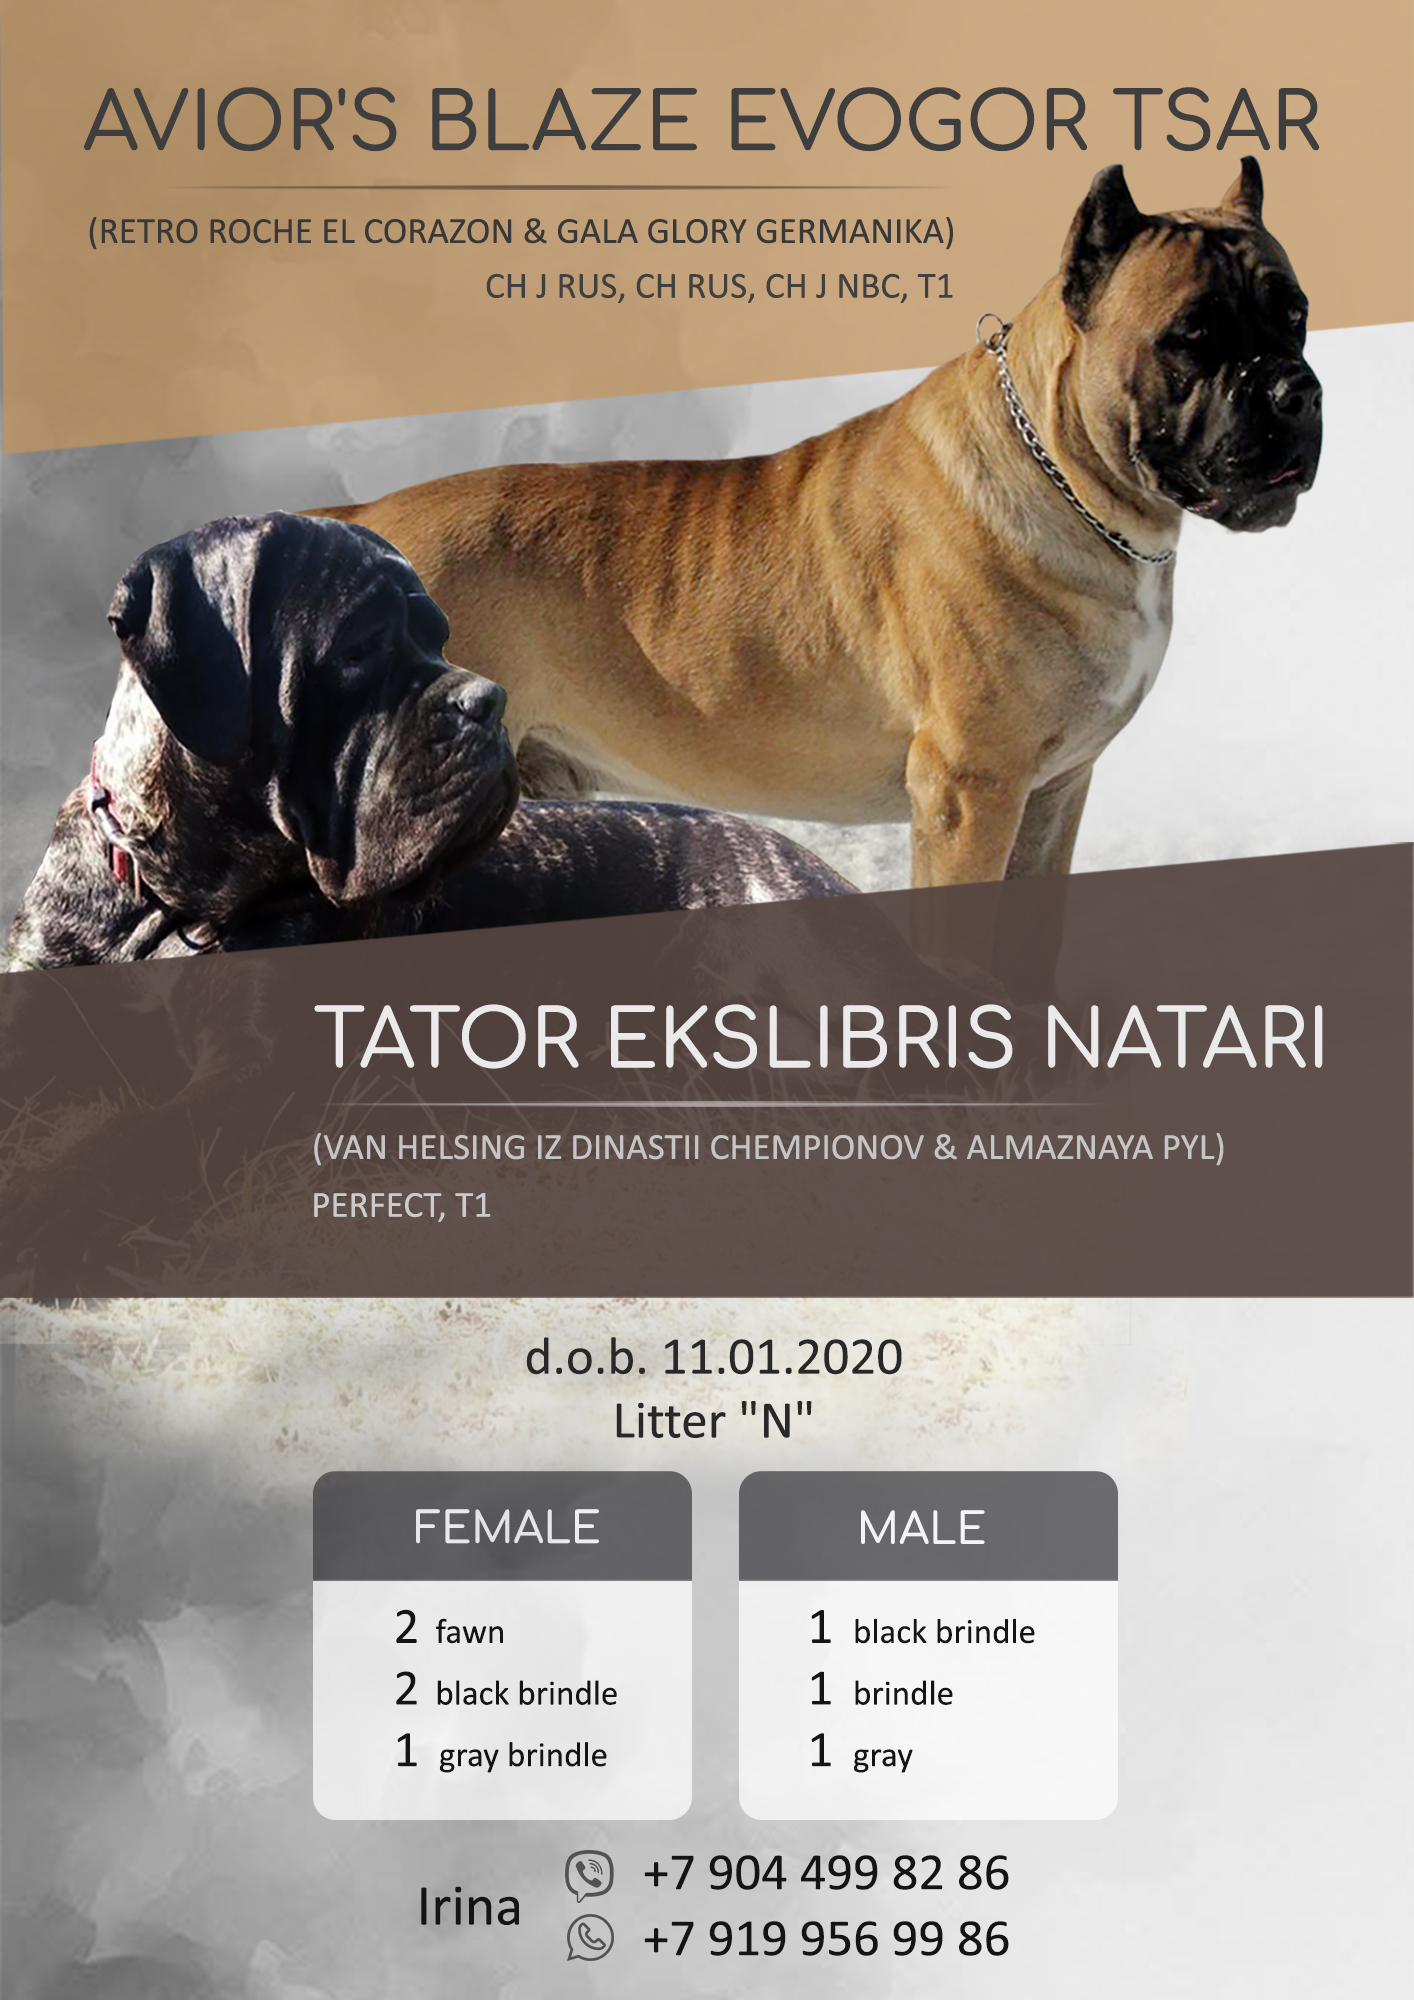 AVIOR'S BLAZE EVOGOR TSAR
(RETRO ROCHE EL CORAZON & GALA GLORY GERMANIKA)
CH J RUS, CH RUS, CH J NBC, T1
TATOR EKSLIBRIS NATARI
(VAN HELSING IZ DINASTII CHEMPIONOV & ALMAZNAYA PYL)
PERFECT, T1
d.o.b. 11.01.2020
Litter "N"
FEMALE
2 fawn
2 black brindle
1 gray brindle
MALE
1 black brindle
1 brindle
1 gray
Irina
+7 904 499 82 86
+7 919 956 99 86